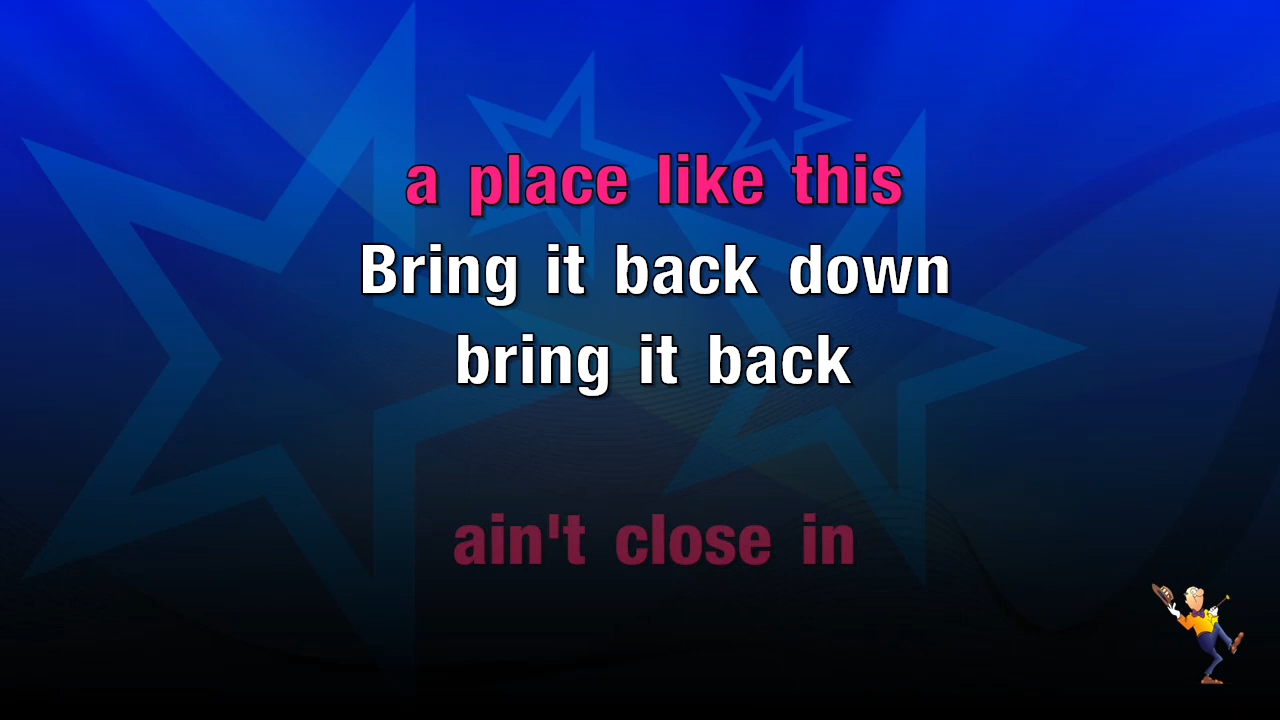 a place like this
Bring it back down
bring it back
ain't close in